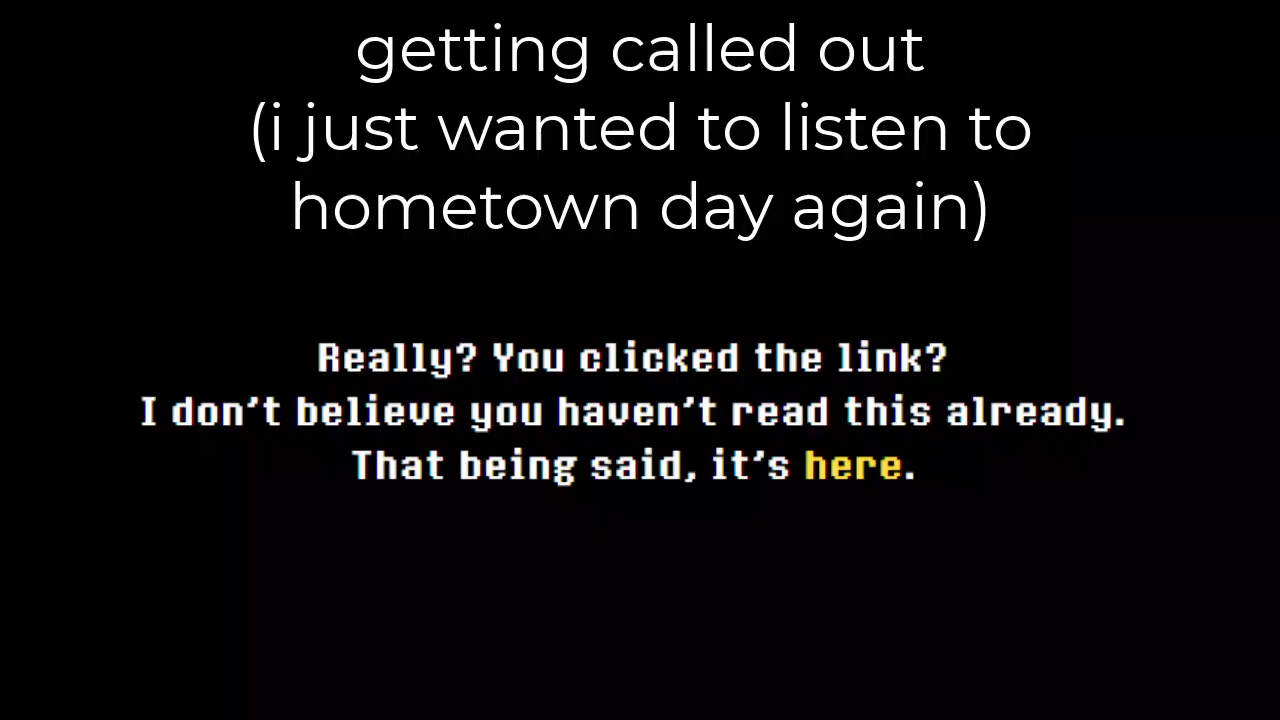 getting called out
(i just wanted to listen to
hometown day again)
Really? You clicked the link?
I don't believe you haven't read this already.
That being said, it's here.